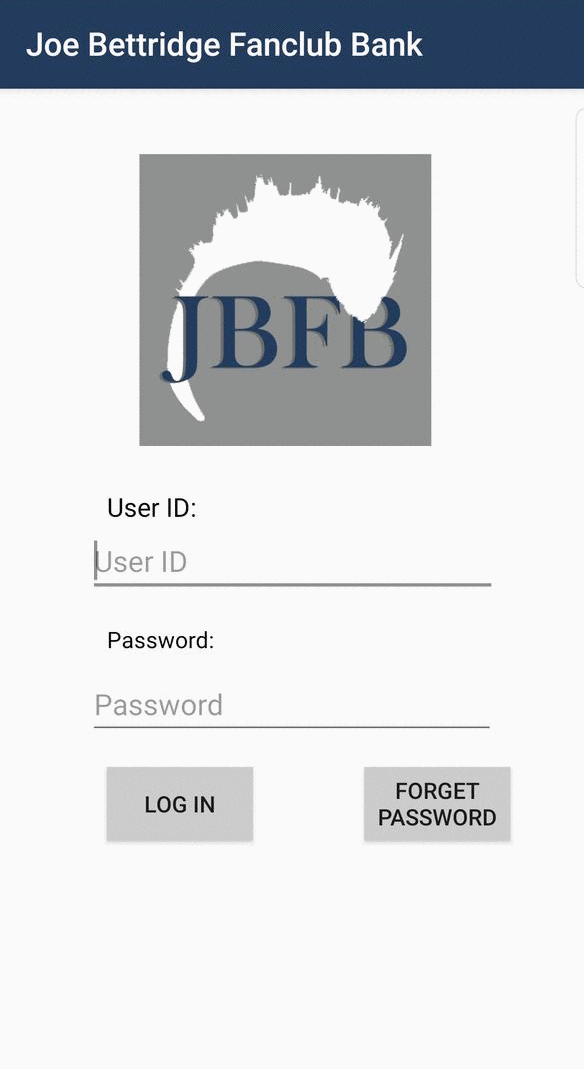 Joe Bettridge Fanclub Bank
JBFB
User ID:
User ID
Password:
Password
LOG IN
FORGET
PASSWORD